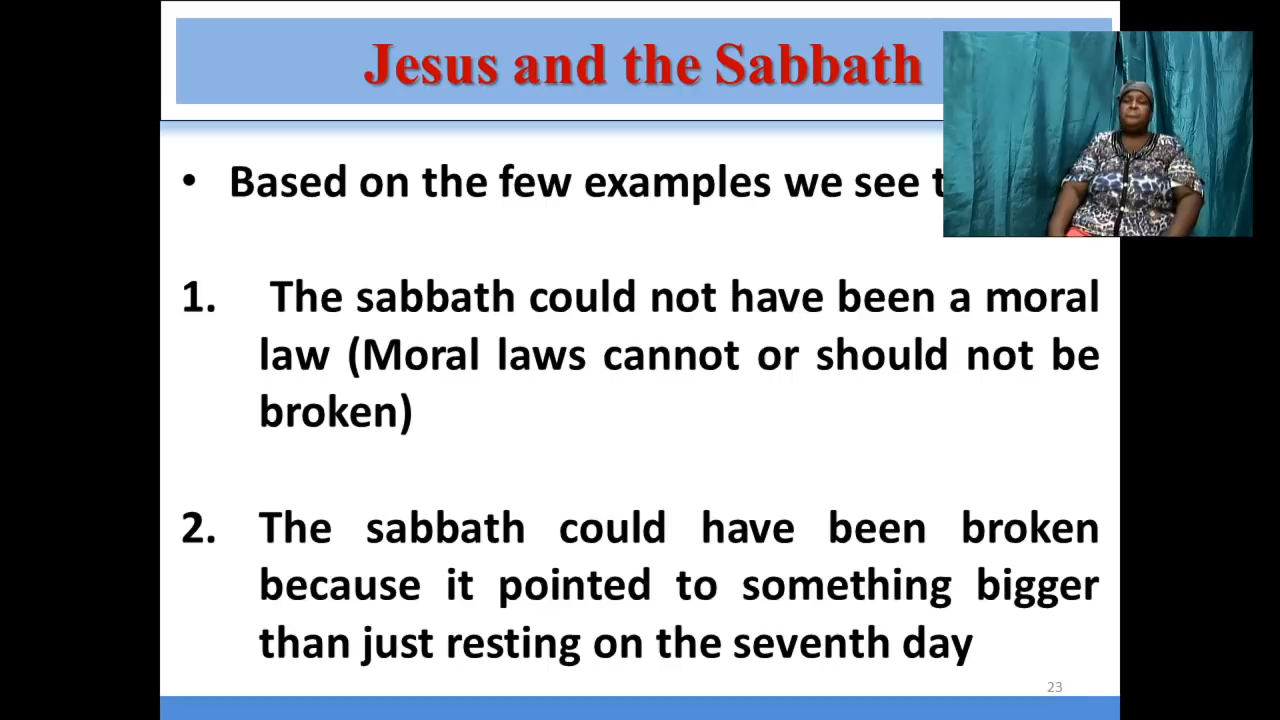 Jesus and the Sabbath
• Based on the few examples we see
1. The sabbath could not have been a moral
law (Moral laws cannot or should not be
broken)
2. The sabbath could have been broken
because it pointed to something bigger
than just resting on the seventh day
23